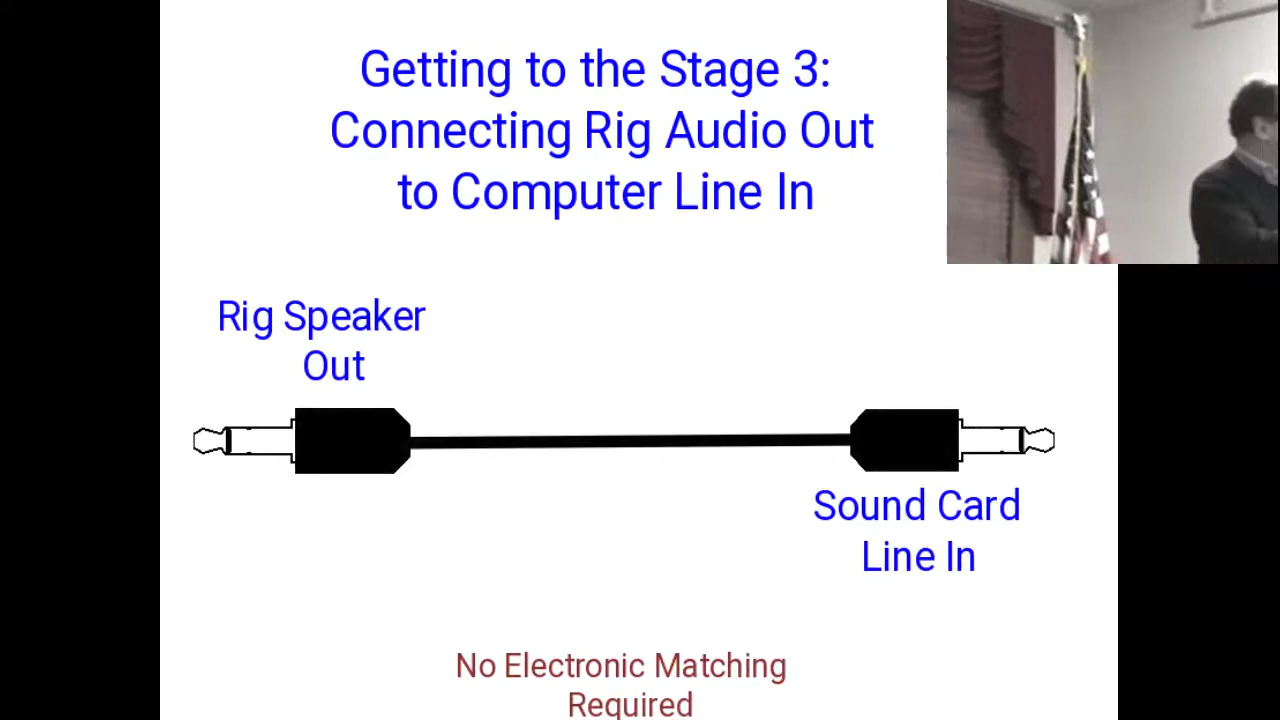 Getting to the Stage 3:
Connecting Rig Audio Out
to Computer Line In
Rig Speaker
Out
Sound Card
Line In
No Electronic Matching
Required